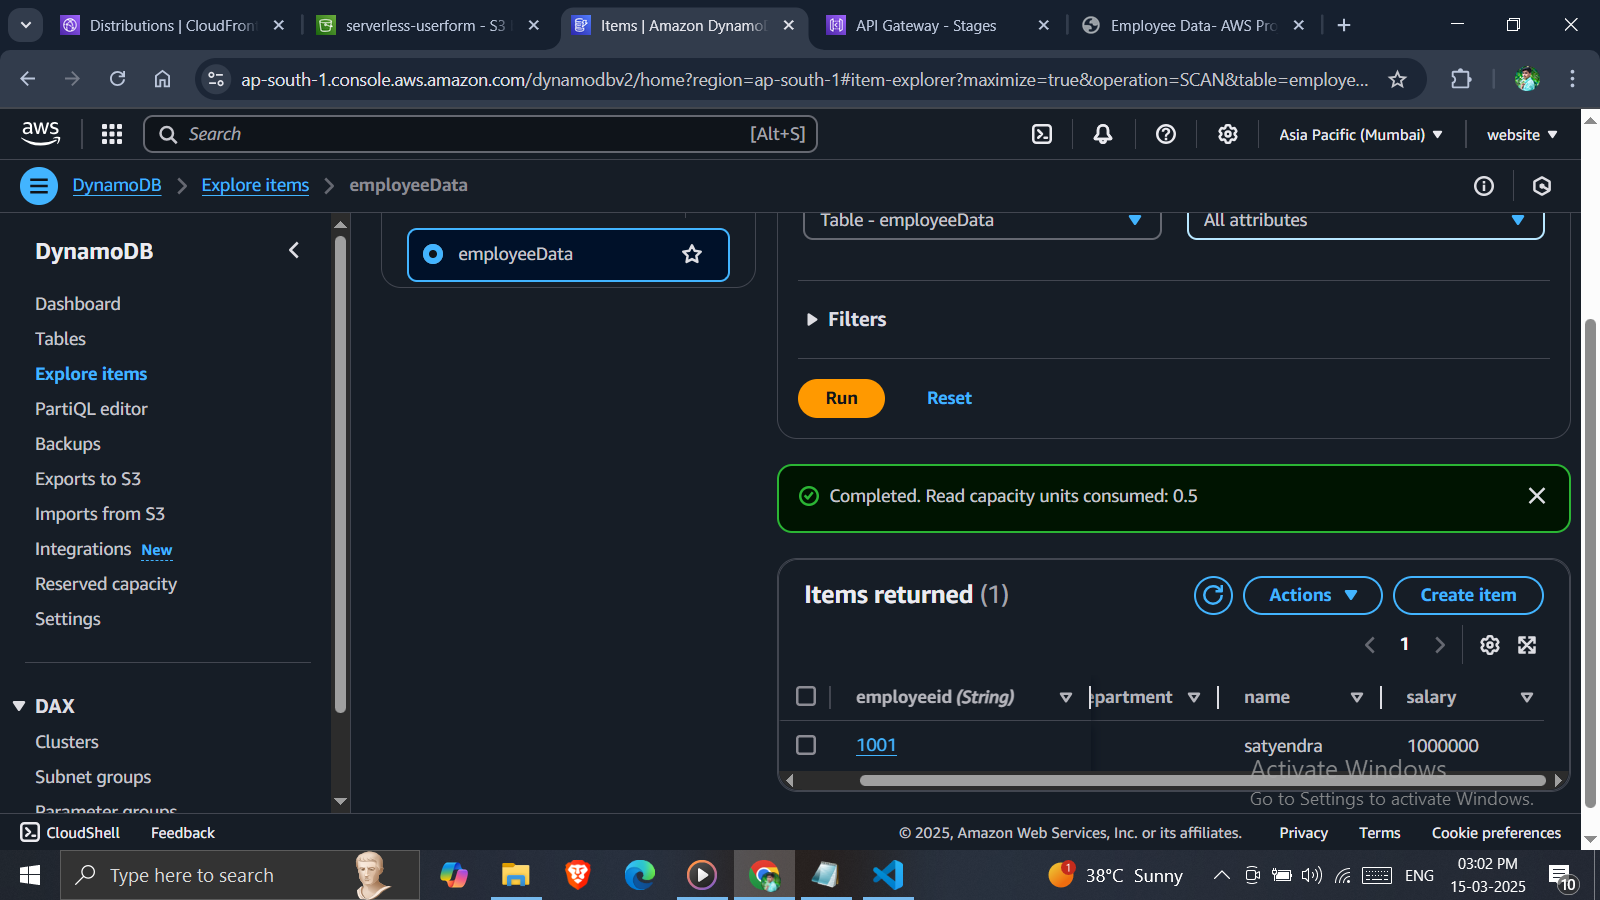 Distributions | CloudFron
serverless-userform - S3
Items | Amazon Dynamo
API Gateway - Stages
Employee Data- AWS Pro
ap-south-1.console.aws.amazon.com/dynamodbv2/home?region=ap-south-1#item-explorer?maximize=true&operation=SCAN&table=employe...
aws
Search
[Alt+S]
Asia Pacific (Mumbai)
website
DynamoDB
Explore items
employeeData
DynamoDB
Dashboard
Tables
Explore items
PartiQL editor
Backups
Exports to S3
Imports from S3
Integrations New
Reserved capacity
Settings
DAX
Clusters
Subnet groups
Parameter groups
employeeData
Table - employeeData
All attributes
Filters
Run
Reset
Completed. Read capacity units consumed: 0.5
Items returned (1)
Actions
Create item
1
employeeid (String)
epartment
name
salary
1001
satyendra
1000000
Activate Windows
Go to Settings to activate Windows.
CloudShell
Feedback
© 2025, Amazon Web Services, Inc. or its affiliates.
Privacy
Terms
Cookie preferences
Type here to search
1
38°C Sunny
ENG
03:02 PM
15-03-2025
10